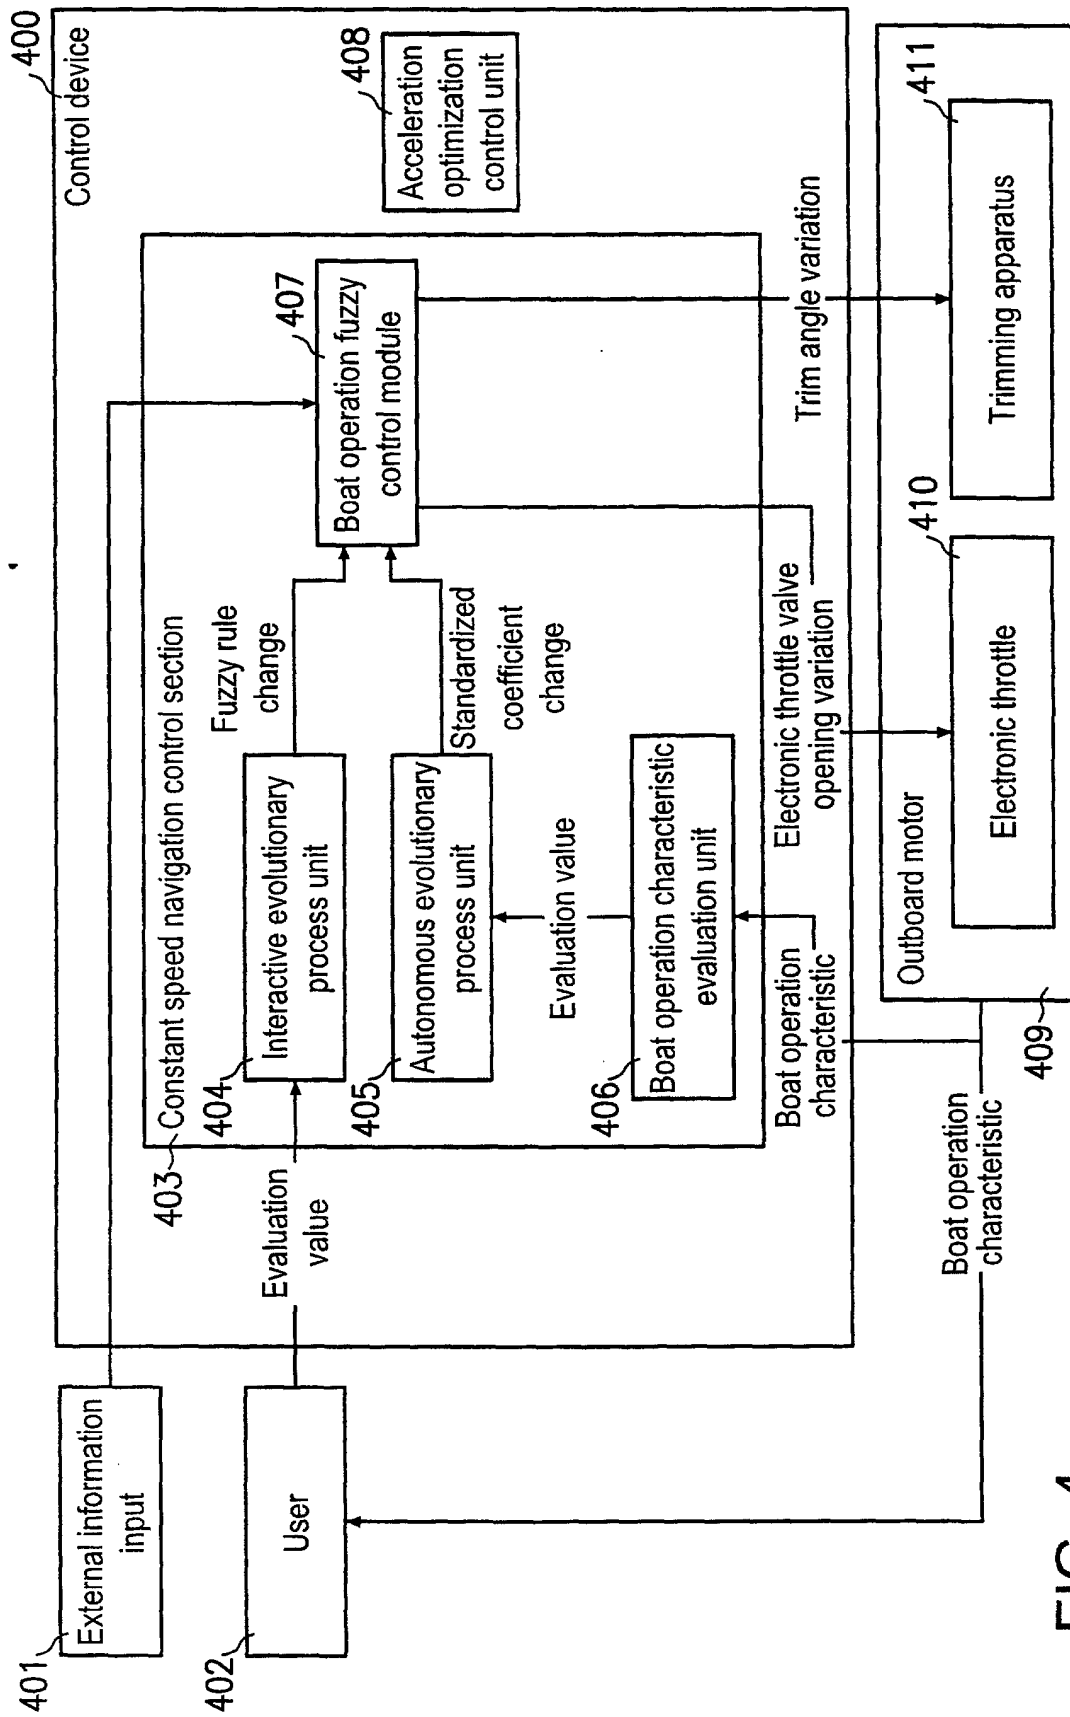 400
Control device
408
Acceleration
optimization
control unit
403
Constant speed navigation control section
407
Boat operation fuzzy
control module
Fuzzy rule
change
Standardized
coefficient
change
404
Interactive evolutionary
process unit
405
Autonomous evolutionary
process unit
Evaluation value
406
Boat operation characteristic
evaluation unit
401
External information
input
402
User
Evaluation
value
Boat operation
characteristic
Electronic throttle valve
opening variation
Trim angle variation
Boat operation
characteristic
409
Outboard motor
410
Electronic throttle
411
Trimming apparatus